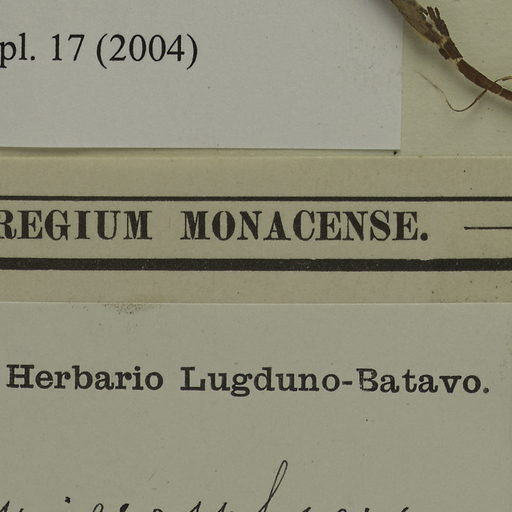 pl. 17 (2004)
REGIUM MONACENSE. —
Herbario Lugduno-Batavo.